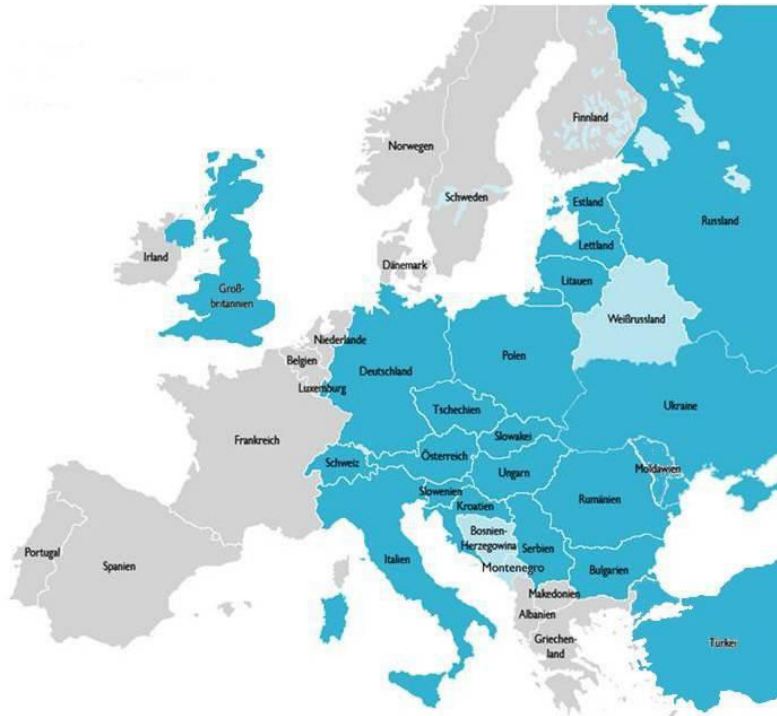 Finnland
Norwegen
Schweden
Estland
Russland
Lettland
Irland
Dänemark
Litauen
Groß-
britannien
Weißrussland
Niederlande
Belgien
Polen
Deutschland
Luxemburg
Ukraine
Tschechien
Frankreich
Slowakei
Österreich
Schweiz
Moldawien
Ungarn
Slowenien
Rumänien
Kroatien
Bosnien-
Herzegowina
Serbien
Portugal
Spanien
Italien
Montenegro
Bulgarien
Makedonien
Albanien
Griechen-
land
Türkei